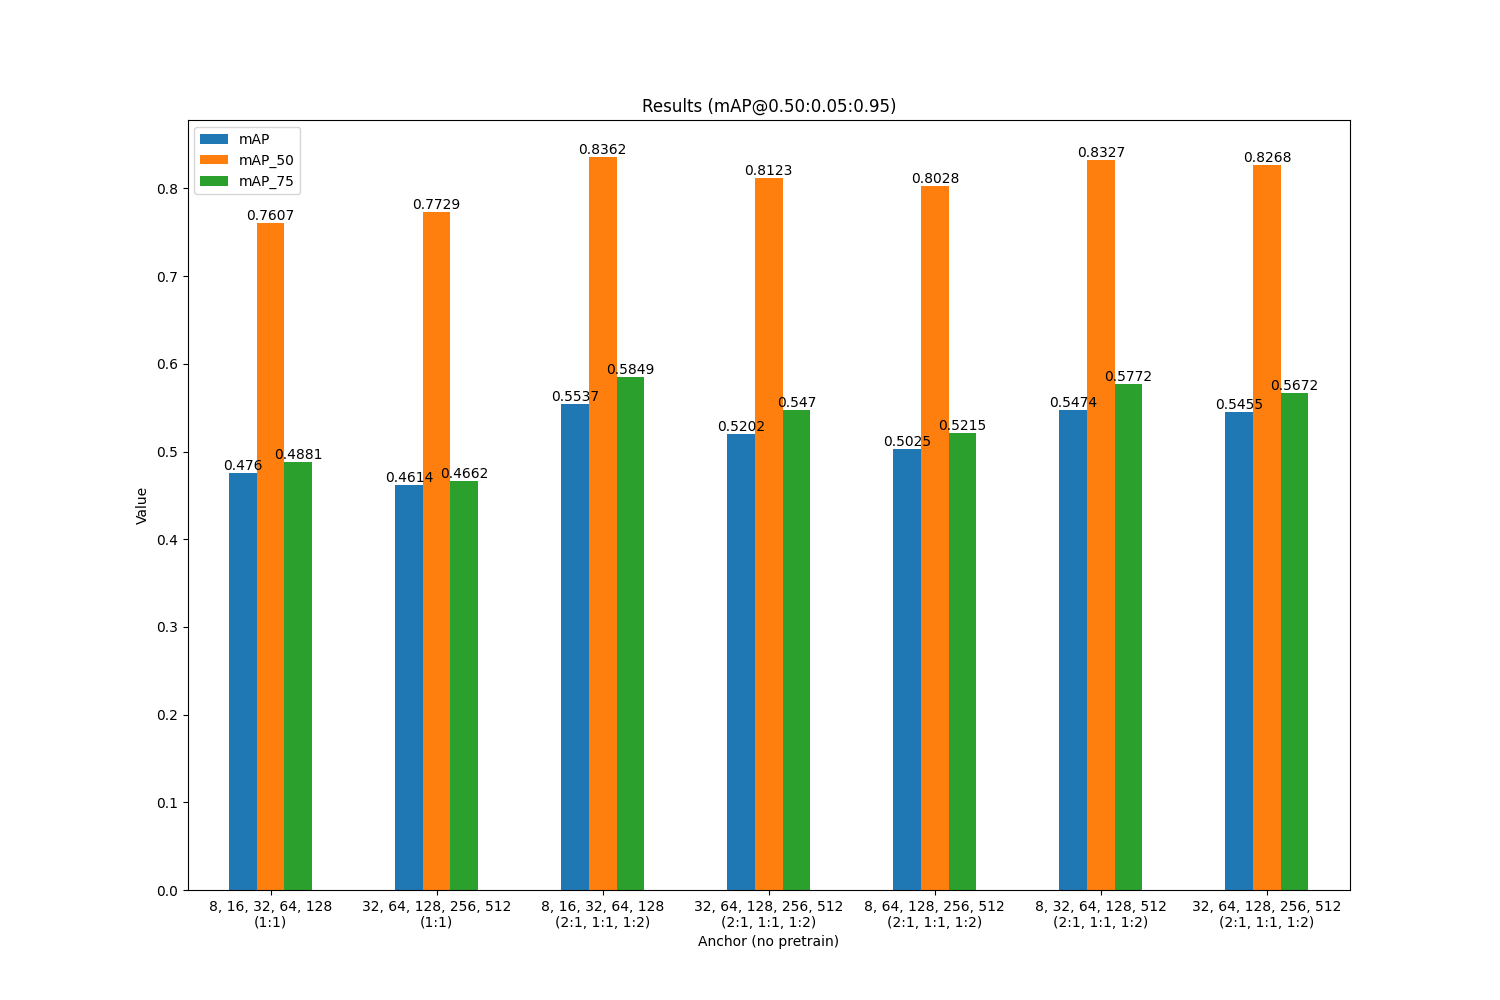 Results (mAP@0.50:0.05:0.95)
mAP
mAP_50
mAP_75
Value
0.8
0.7
0.6
0.5
0.4
0.3
0.2
0.1
0.0
0.476
0.7607
0.4881
0.4614
0.7729
0.4662
0.5537
0.8362
0.5849
0.5202
0.8123
0.547
0.5025
0.8028
0.5215
0.5474
0.8327
0.5772
0.5455
0.8268
0.5672
8, 16, 32, 64, 128
(1:1)
32, 64, 128, 256, 512
(1:1)
8, 16, 32, 64, 128
(2:1, 1:1, 1:2)
32, 64, 128, 256, 512
(2:1, 1:1, 1:2)
8, 64, 128, 256, 512
(2:1, 1:1, 1:2)
8, 32, 64, 128, 512
(2:1, 1:1, 1:2)
32, 64, 128, 256, 512
(2:1, 1:1, 1:2)
Anchor (no pretrain)